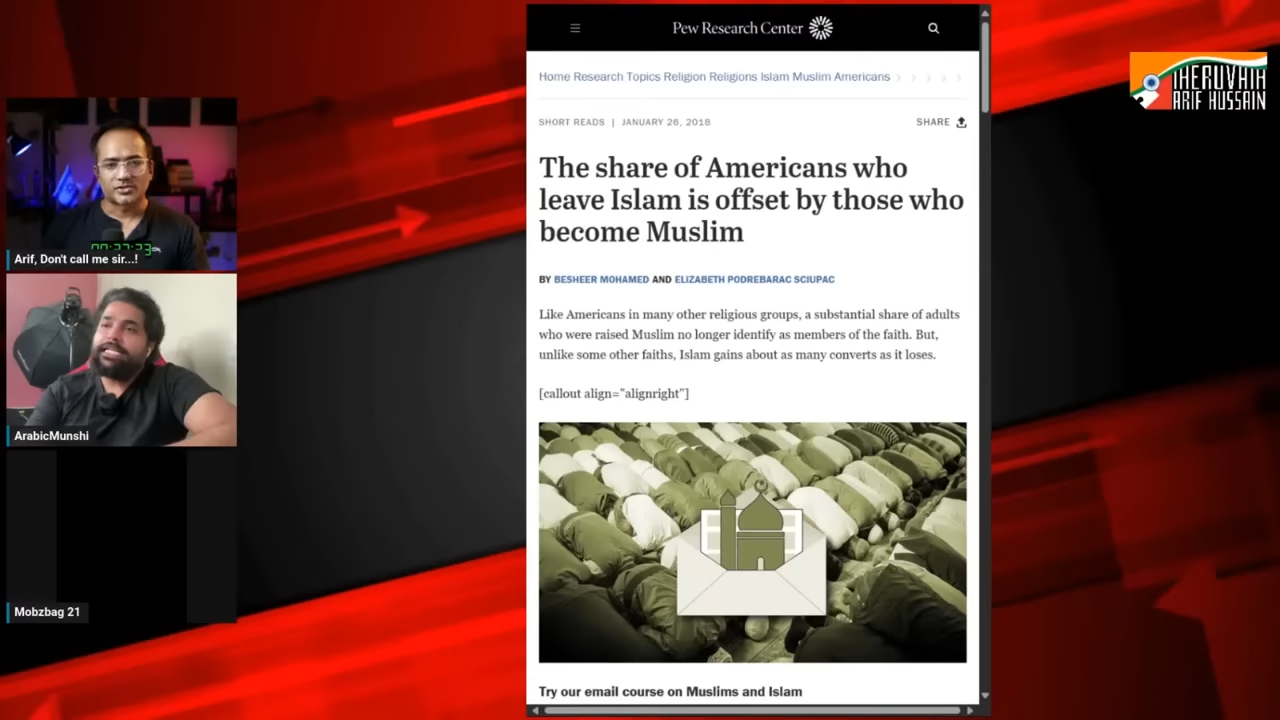 Pew Research Center
Home Research Topics Religion Religions Islam Muslim Americans
SHORT READS | JANUARY 26, 2018
SHARE
The share of Americans who
leave Islam is offset by those who
become Muslim
BY BESHEER MOHAMED AND ELIZABETH PODREBARAC SCIUPAC
Like Americans in many other religious groups, a substantial share of adults
who were raised Muslim no longer identify as members of the faith. But,
unlike some other faiths, Islam gains about as many converts as it loses.
[callout align="alignright"]
Try our email course on Muslims and Islam
00:27:23
Arif, Don't call me sir...!
ArabicMunshi
Mobzbag 21
THERUVATH
ARIF HUSSAIN